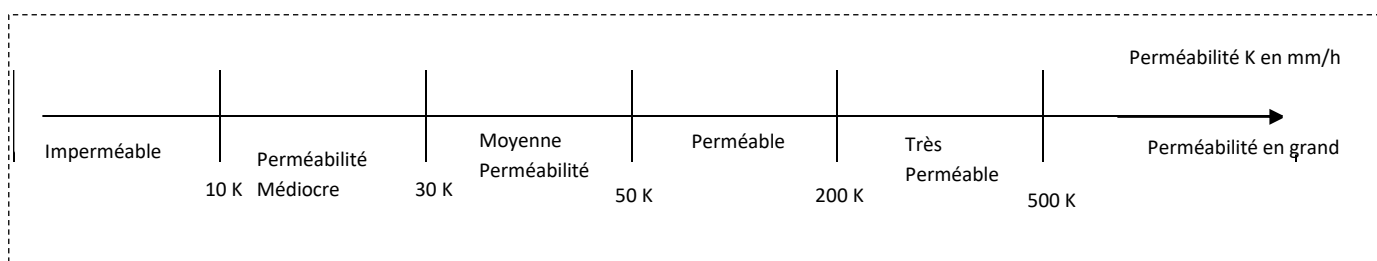 Perméabilité K en mm/h
Imperméable
Perméabilité
Médiocre
Moyenne
Perméabilité
Perméable
Très
Perméable
Perméabilité en grand
10 K
30 K
50 K
200 K
500 K